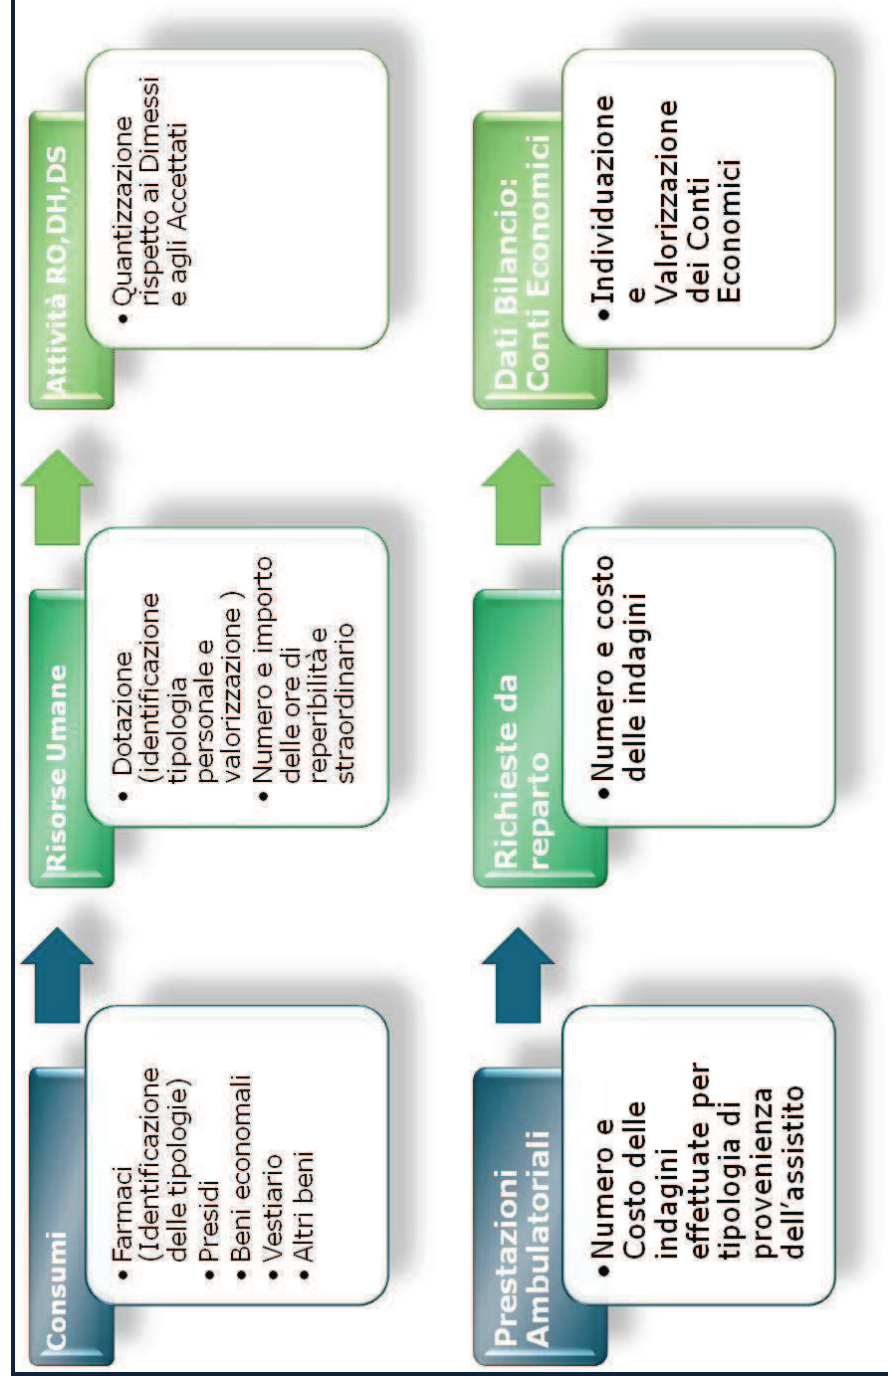 Consumi
• Farmaci
(Identificazione
delle tipologie)
• Presidi
• Beni economali
• Vestiario
• Altri beni
Risorse Umane
• Dotazione
(identificazione
tipologia
personale e
valorizzazione )
• Numero e importo
delle ore di
reperibilità e
straordinario
Attività RO,DH,DS
• Quantizzazione
rispetto ai Dimessi
e agli Accettati
Prestazioni
Ambulatoriali
• Numero e
Costo delle
indagini
effettuate per
tipologia di
provenienza
dell'assistito
Richieste da
reparto
• Numero e costo
delle indagini
Dati Bilancio:
Conti Economici
• Individuazione
e
Valorizzazione
dei Conti
Economici